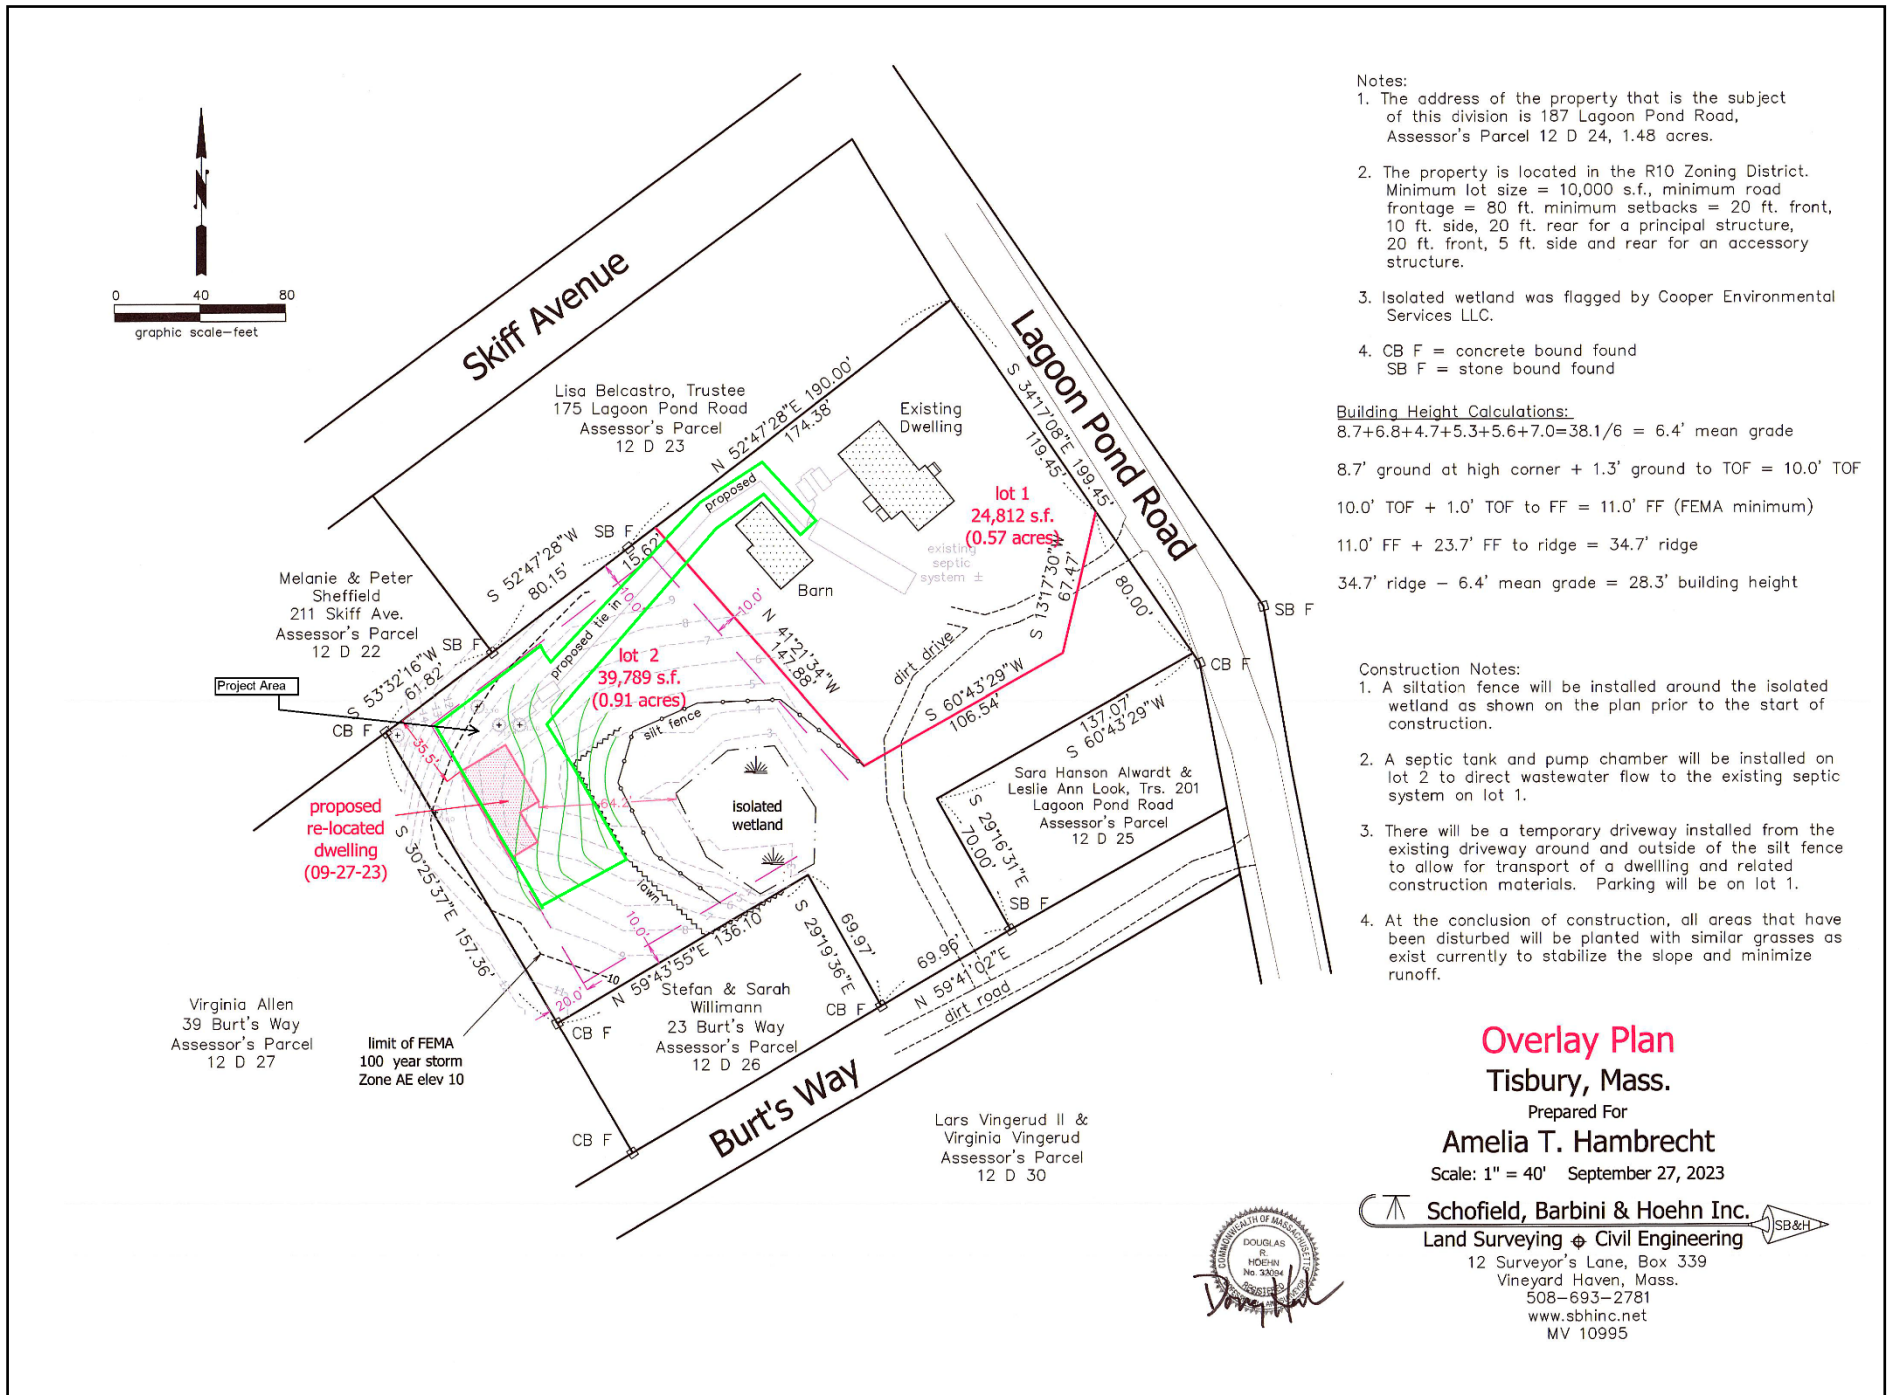 0 40 80
graphic scale-feet
Skiff Avenue
Lagoon Pond Road
Lisa Belcastro, Trustee
175 Lagoon Pond Road
Assessor's Parcel
12 D 23
N 52°47'28"E 190.00'
174.38'
Existing
Dwelling
S 34°17'08"E 199.45'
119.45'
lot 1
24,812 s.f.
(0.57 acres)
proposed
SB F
15.62'
S 52°47'28"W
80.15'
existing
septic
system ±
Barn
S 13°17'30"W
67.47'
80.00'
SB F
Melanie & Peter
Sheffield
211 Skiff Ave.
Assessor's Parcel
12 D 22
SB F
10.0'
10.0'
proposed tie in
N 41°21'34"W
147.88'
dirt drive
CB F
lot 2
39,789 s.f.
(0.91 acres)
S 53°32'16"W
61.82'
Project Area
CB F
S 60°43'29"W
106.54'
137.07'
S 60°43'29"W
silt fence
35.5'
64.2'
isolated
wetland
Sara Hanson Alwardt &
Leslie Ann Look, Trs. 201
Lagoon Pond Road
Assessor's Parcel
12 D 25
proposed
re-located
dwelling
(09-27-23)
S 29°16'31"E
70.00'
S 30°25'37"E 157.36'
lawn
SB F
10.0'
N 59°43'55"E 136.10'
S 29°19'36"E
69.97'
69.96'
N 59°41'02"E
dirt road
10
20.0'
CB F
CB F
Virginia Allen
39 Burt's Way
Assessor's Parcel
12 D 27
limit of FEMA
100 year storm
Zone AE elev 10
Stefan & Sarah
Willimann
23 Burt's Way
Assessor's Parcel
12 D 26
CB F
Burt's Way
Lars Vingerud II &
Virginia Vingerud
Assessor's Parcel
12 D 30
Notes:
1. The address of the property that is the subject
of this division is 187 Lagoon Pond Road,
Assessor's Parcel 12 D 24, 1.48 acres.
2. The property is located in the R10 Zoning District.
Minimum lot size = 10,000 s.f., minimum road
frontage = 80 ft. minimum setbacks = 20 ft. front,
10 ft. side, 20 ft. rear for a principal structure,
20 ft. front, 5 ft. side and rear for an accessory
structure.
3. Isolated wetland was flagged by Cooper Environmental
Services LLC.
4. CB F = concrete bound found
SB F = stone bound found
Building Height Calculations:
8.7+6.8+4.7+5.3+5.6+7.0=38.1/6 = 6.4' mean grade
8.7' ground at high corner + 1.3' ground to TOF = 10.0' TOF
10.0' TOF + 1.0' TOF to FF = 11.0' FF (FEMA minimum)
11.0' FF + 23.7' FF to ridge = 34.7' ridge
34.7' ridge - 6.4' mean grade = 28.3' building height
Construction Notes:
1. A siltation fence will be installed around the isolated
wetland as shown on the plan prior to the start of
construction.
2. A septic tank and pump chamber will be installed on
lot 2 to direct wastewater flow to the existing septic
system on lot 1.
3. There will be a temporary driveway installed from the
existing driveway around and outside of the silt fence
to allow for transport of a dwellling and related
construction materials. Parking will be on lot 1.
4. At the conclusion of construction, all areas that have
been disturbed will be planted with similar grasses as
exist currently to stabilize the slope and minimize
runoff.
Overlay Plan
Tisbury, Mass.
Prepared For
Amelia T. Hambrecht
Scale: 1" = 40' September 27, 2023
Schofield, Barbini & Hoehn Inc.
SB&H
Land Surveying Civil Engineering
12 Surveyor's Lane, Box 339
Vineyard Haven, Mass.
508-693-2781
www.sbhinc.net
MV 10995
COMMONWEALTH OF MASSACHUSETTS
DOUGLAS
R.
HOEHN
REGISTERED